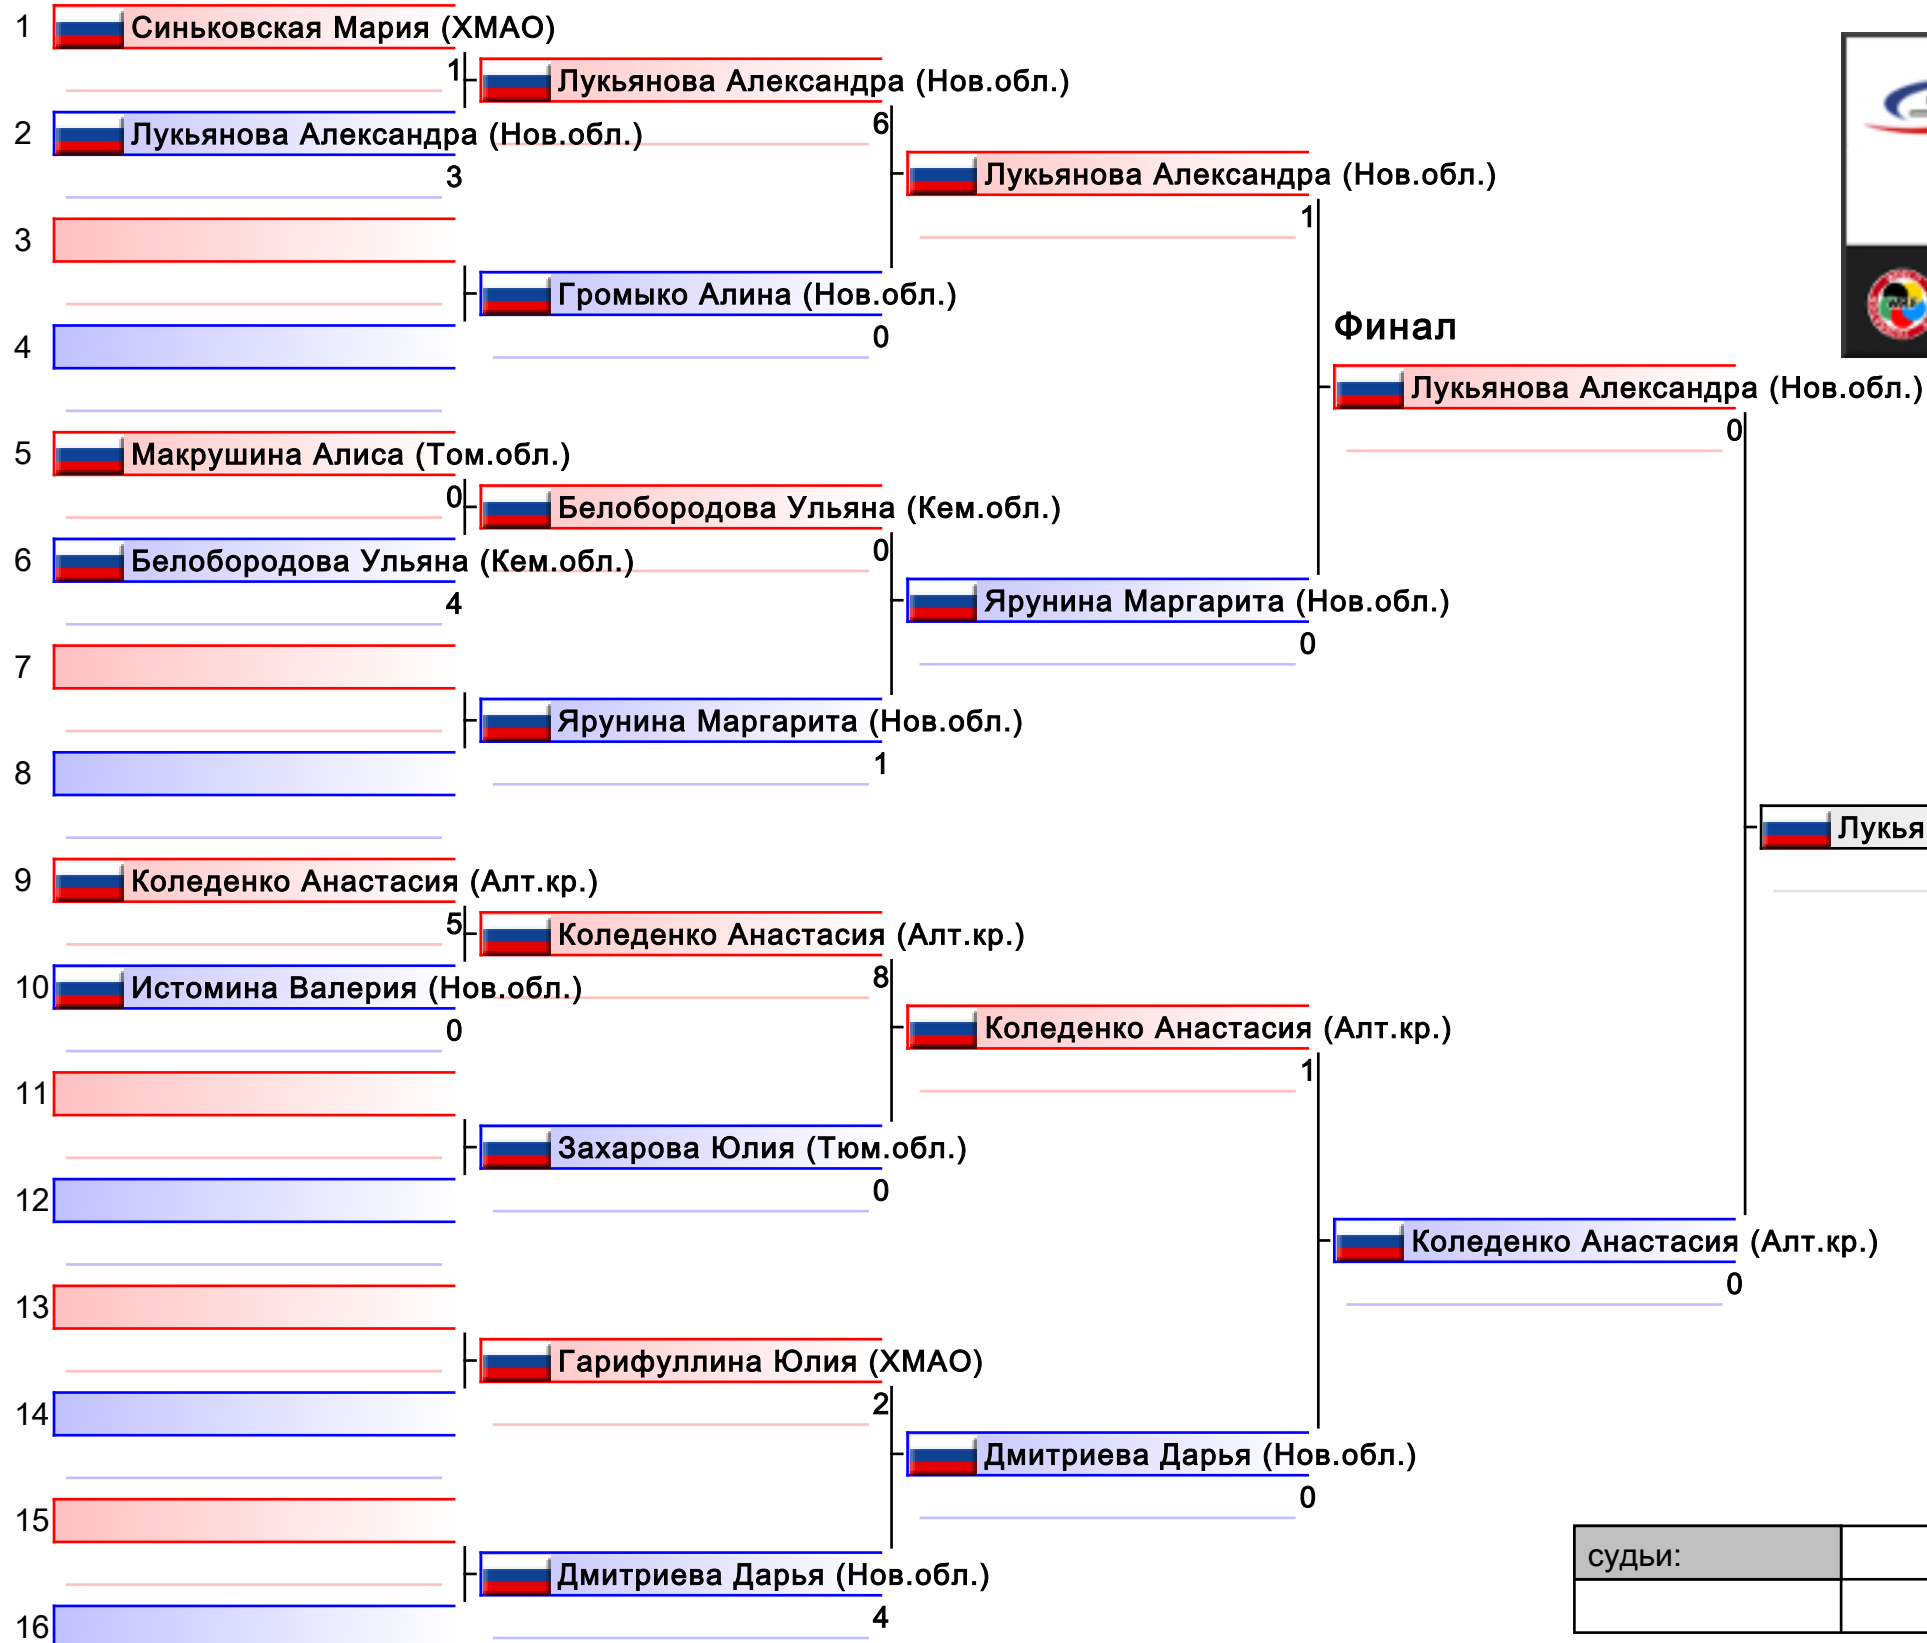 1 Синьковская Мария (ХМАО)
1
Лукьянова Александра (Нов.обл.)
6
2 Лукьянова Александра (Нов.обл.)
3
Лукьянова Александра (Нов.обл.)
1
3
Громыко Алина (Нов.обл.)
0
4
Финал
Лукьянова Александра (Нов.обл.)
0
5 Макрушина Алиса (Том.обл.)
0
Белобородова Ульяна (Кем.обл.)
0
6 Белобородова Ульяна (Кем.обл.)
4
Ярунина Маргарита (Нов.обл.)
0
7
Ярунина Маргарита (Нов.обл.)
1
8
Лукья
9 Коледенко Анастасия (Алт.кр.)
5
Коледенко Анастасия (Алт.кр.)
8
10 Истомина Валерия (Нов.обл.)
0
Коледенко Анастасия (Алт.кр.)
1
11
Захарова Юлия (Тюм.обл.)
0
12
Коледенко Анастасия (Алт.кр.)
0
13
Гарифуллина Юлия (ХМАО)
2
14
Дмитриева Дарья (Нов.обл.)
0
15
Дмитриева Дарья (Нов.обл.)
4
16
судьи: